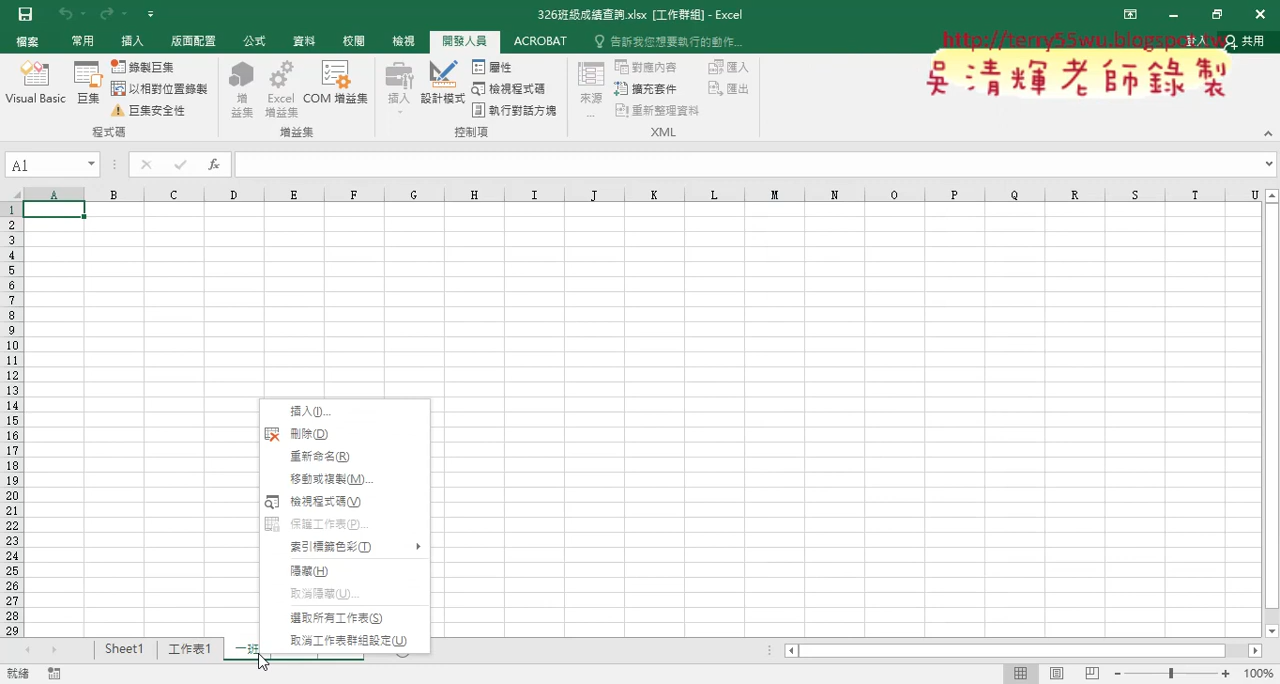 326班級成績查詢.xlsx [工作群組] - Excel
檔案 常用 插入 版面配置 公式 資料 校閱 檢視 開發人員 ACROBAT 告訴我您想要執行的動作... 共用
http://terry55wu.blogspot.tw
吳清輝老師錄製
Visual Basic
巨集
錄製巨集
以相對位置錄製
巨集安全性
程式碼
增益集
Excel 增益集
COM 增益集
增益集
插入
設計模式
屬性
檢視程式碼
執行對話方塊
控制項
來源
...
對應內容
擴充套件
重新整理資料
匯入
匯出
XML
A1
fx
A B C D E F G H I J K L M N O P Q R S T U
1
2
3
4
5
6
7
8
9
10
11
12
13
14
15
16
17
18
19
20
21
22
23
24
25
26
27
28
29
插入(I)...
刪除(D)
重新命名(R)
移動或複製(M)...
檢視程式碼(V)
保護工作表(P)...
索引標籤色彩(T)
隱藏(H)
取消隱藏(U)...
選取所有工作表(S)
取消工作表群組設定(U)
Sheet1 工作表1 一班
就緒
100%